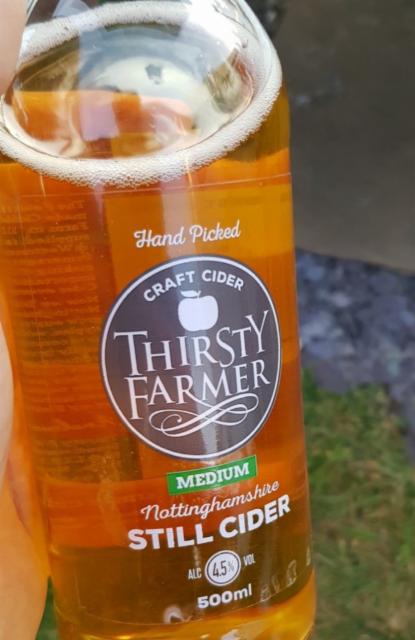 Hand Picked
CRAFT CIDER
THIRSTY
FARMER
MEDIUM
Nottinghamshire
STILL CIDER
ALC 4.5% VOL
500ml